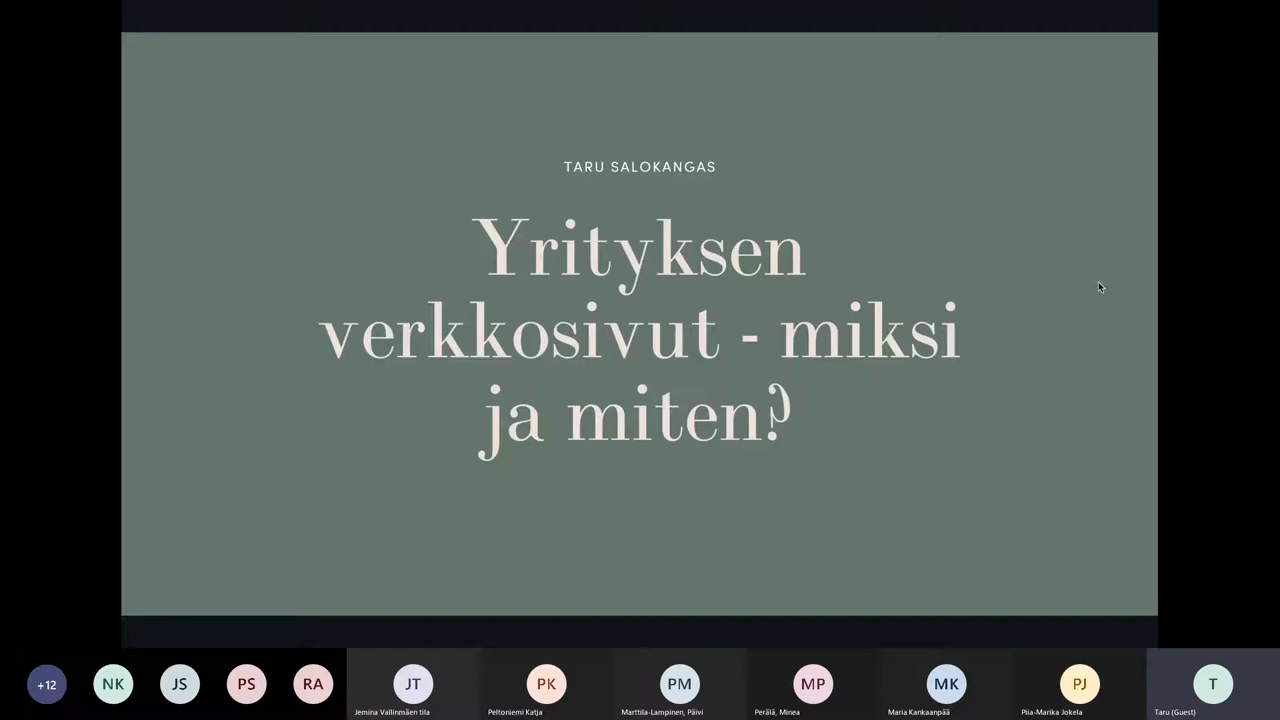 TARU SALOKANGAS
Yrityksen
verkkosivut - miksi
ja miten?
+12
NK
JS
PS
RA
JT
PK
PM
MP
MK
PJ
T
Jemina Vallinmäen tila
Peltoniemi Katja
Marttila-Lampinen, Päivi
Perälä, Minea
Maria Kankaanpää
Piia-Marika Jokela
Taru (Guest)